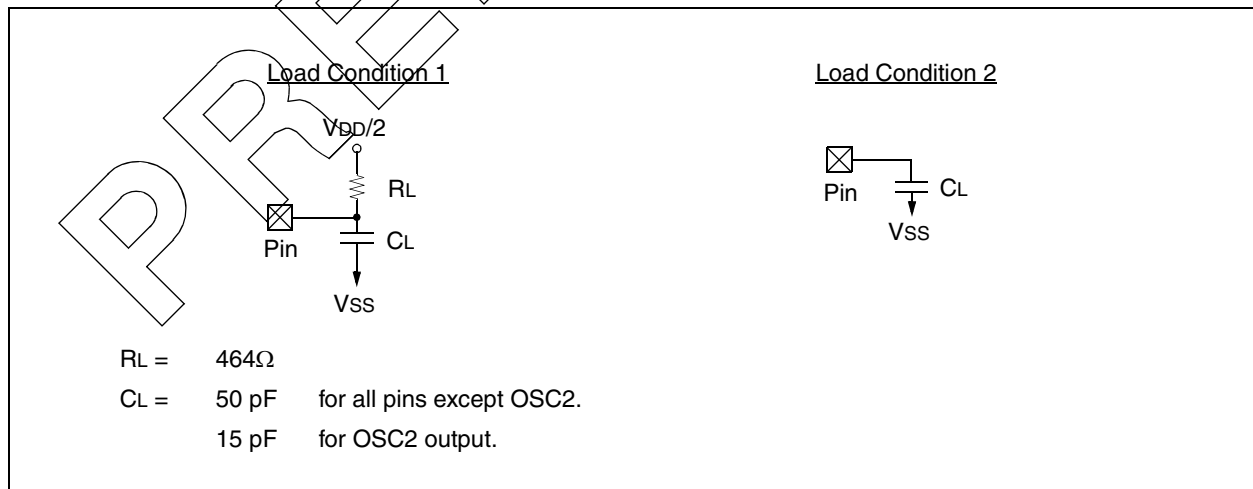 Load Condition 1
Load Condition 2
VDD/2
RL
Pin
CL
VSS
Pin
CL
VSS
RL = 464Ω
CL = 50 pF for all pins except OSC2.
15 pF for OSC2 output.
PRE